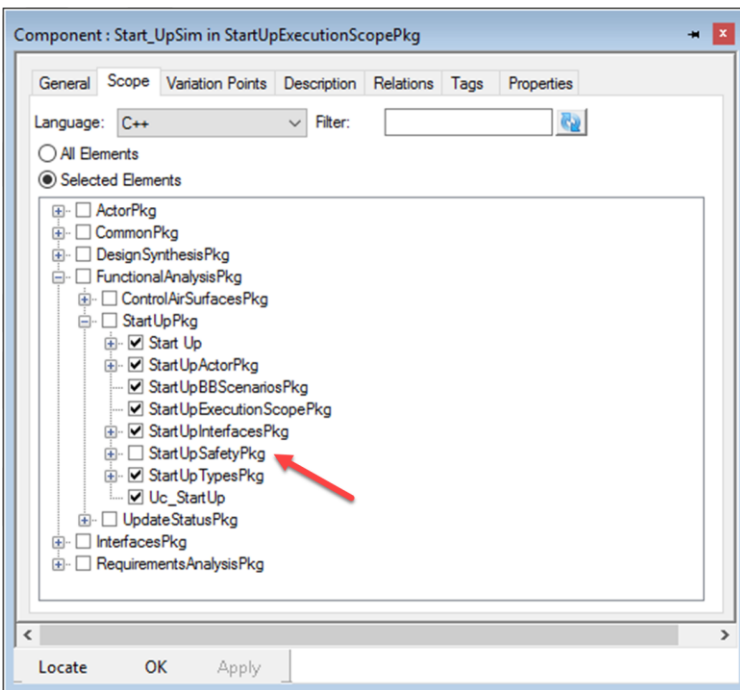 Component : Start_UpSim in StartUpExecutionScopePkg
General Scope Variation Points Description Relations Tags Properties
Language: C++ Filter:
All Elements
Selected Elements
ActorPkg
CommonPkg
DesignSynthesisPkg
FunctionalAnalysisPkg
ControlAirSurfacesPkg
StartUpPkg
Start Up
StartUpActorPkg
StartUpBBScenariosPkg
StartUpExecutionScopePkg
StartUpInterfacesPkg
StartUpSafetyPkg
StartUpTypesPkg
Uc_StartUp
UpdateStatusPkg
InterfacesPkg
RequirementsAnalysisPkg
Locate OK Apply